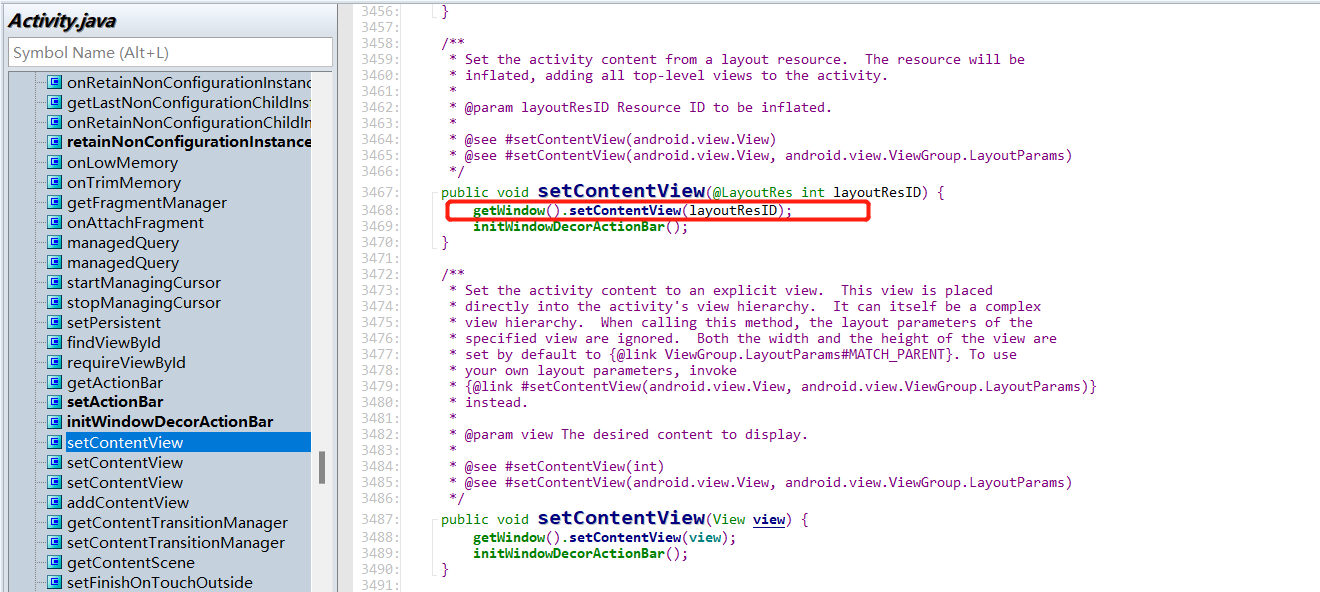 Activity.java
Symbol Name (Alt+L)
onRetainNonConfigurationInstanc
getLastNonConfigurationChildInst
onRetainNonConfigurationChildIn
retainNonConfigurationInstance
onLowMemory
onTrimMemory
getFragmentManager
onAttachFragment
managedQuery
managedQuery
startManagingCursor
stopManagingCursor
setPersistent
findViewById
requireViewById
getActionBar
setActionBar
initWindowDecorActionBar
setContentView
setContentView
setContentView
addContentView
getContentTransitionManager
setContentTransitionManager
getContentScene
setFinishOnTouchOutside
3456: }
3457:
3458: /**
3459: * Set the activity content from a layout resource.  The resource will be
3460: * inflated, adding all top-level views to the activity.
3461: *
3462: * @param layoutResID Resource ID to be inflated.
3463: *
3464: * @see #setContentView(android.view.View)
3465: * @see #setContentView(android.view.View, android.view.ViewGroup.LayoutParams)
3466: */
3467: public void setContentView(@LayoutRes int layoutResID) {
3468: getWindow().setContentView(layoutResID);
3469: initWindowDecorActionBar();
3470: }
3471:
3472: /**
3473: * Set the activity content to an explicit view.  This view is placed
3474: * directly into the activity's view hierarchy.  It can itself be a complex
3475: * view hierarchy.  When calling this method, the layout parameters of the
3476: * specified view are ignored.  Both the width and the height of the view are
3477: * set by default to {@link ViewGroup.LayoutParams#MATCH_PARENT}. To use
3478: * your own layout parameters, invoke
3479: * {@link #setContentView(android.view.View, android.view.ViewGroup.LayoutParams)}
3480: * instead.
3481: *
3482: * @param view The desired content to display.
3483: *
3484: * @see #setContentView(int)
3485: * @see #setContentView(android.view.View, android.view.ViewGroup.LayoutParams)
3486: */
3487: public void setContentView(View view) {
3488: getWindow().setContentView(view);
3489: initWindowDecorActionBar();
3490: }
3491: